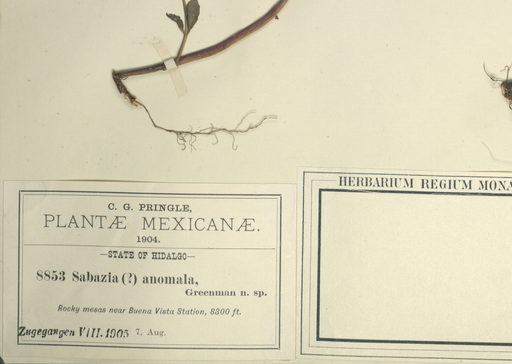 C. G. PRINGLE,
PLANTÆ MEXICANÆ.
1904.
—STATE OF HIDALGO—
8853 Sabazia (?) anomala,
Greenman n. sp.
Rocky mesas near Buena Vista Station, 8300 ft.
Zugegangen VIII. 1905 7, Aug.
HERBARIUM REGIUM MONA